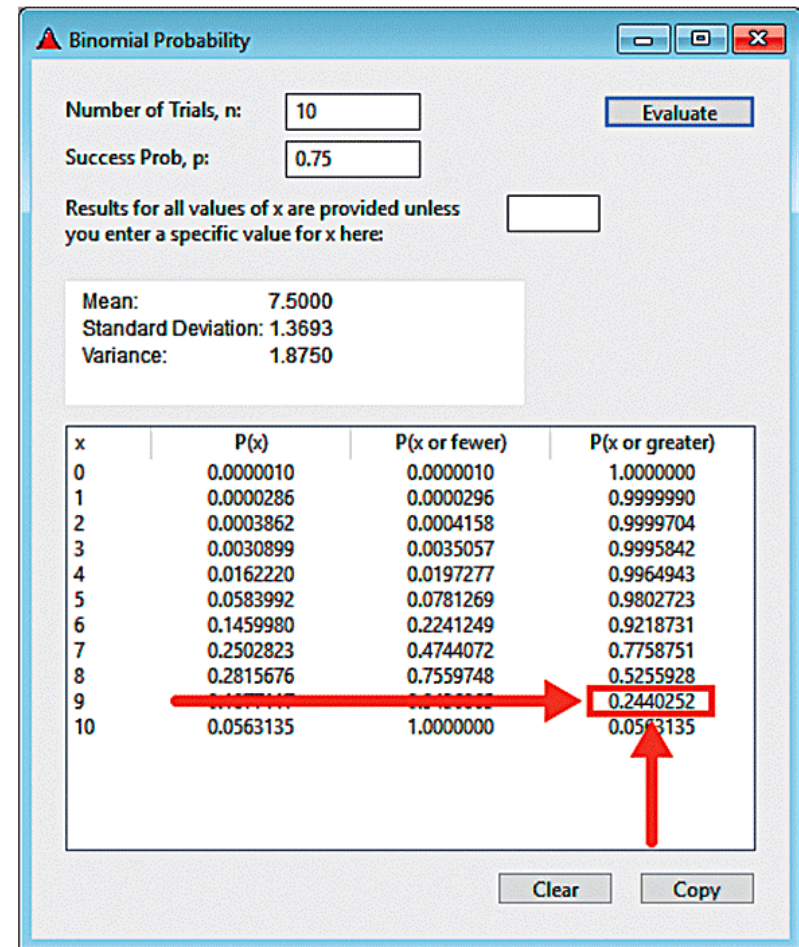 Binomial Probability
Number of Trials, n: 10 Evaluate
Success Prob, p: 0.75
Results for all values of x are provided unless
you enter a specific value for x here:
Mean: 7.5000
Standard Deviation: 1.3693
Variance: 1.8750
x P(x) P(x or fewer) P(x or greater)
0 0.0000010 0.0000010 1.0000000
1 0.0000286 0.0000296 0.9999990
2 0.0003862 0.0004158 0.9999704
3 0.0030899 0.0035057 0.9995842
4 0.0162220 0.0197277 0.9964943
5 0.0583992 0.0781269 0.9802723
6 0.1459980 0.2241249 0.9218731
7 0.2502823 0.4744072 0.7758751
8 0.2815676 0.7559748 0.5255928
9 0.2440252
10 0.0563135 1.0000000 0.0563135
Clear Copy